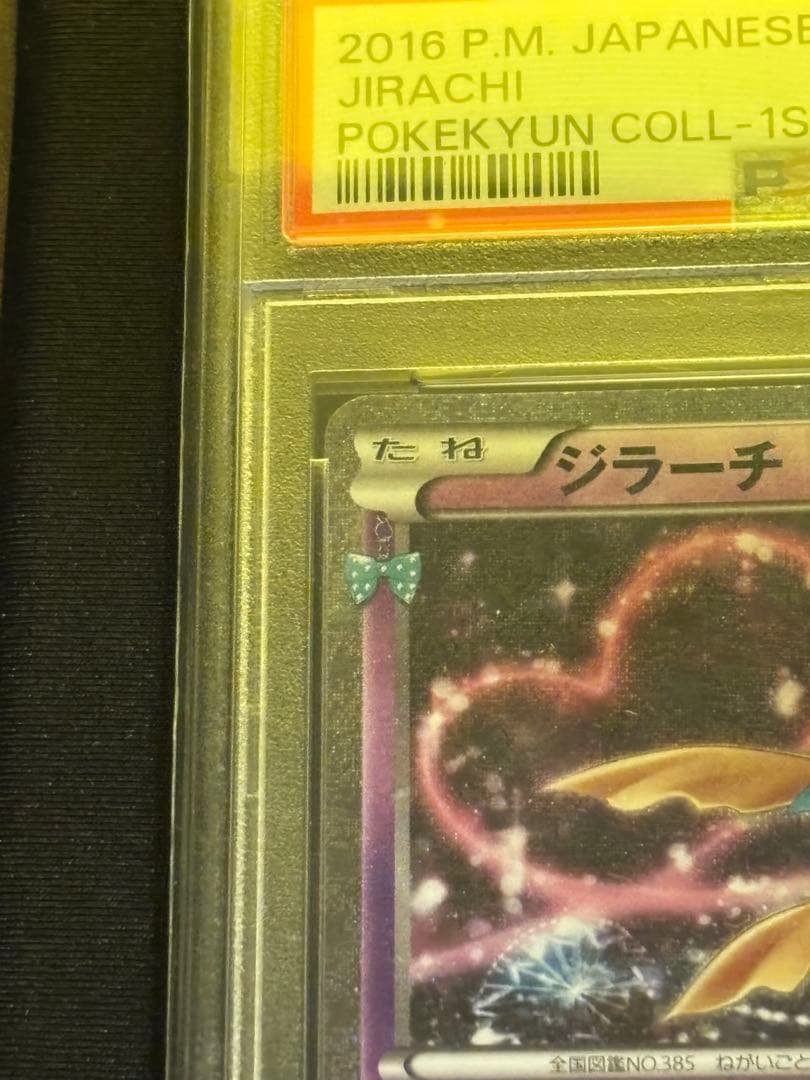 2016 P.M. JAPANESE
JIRACHI
POKEKYUN COLL-1S
P
たね
ジラーチ
全国図鑑NO.385 ねがいごと